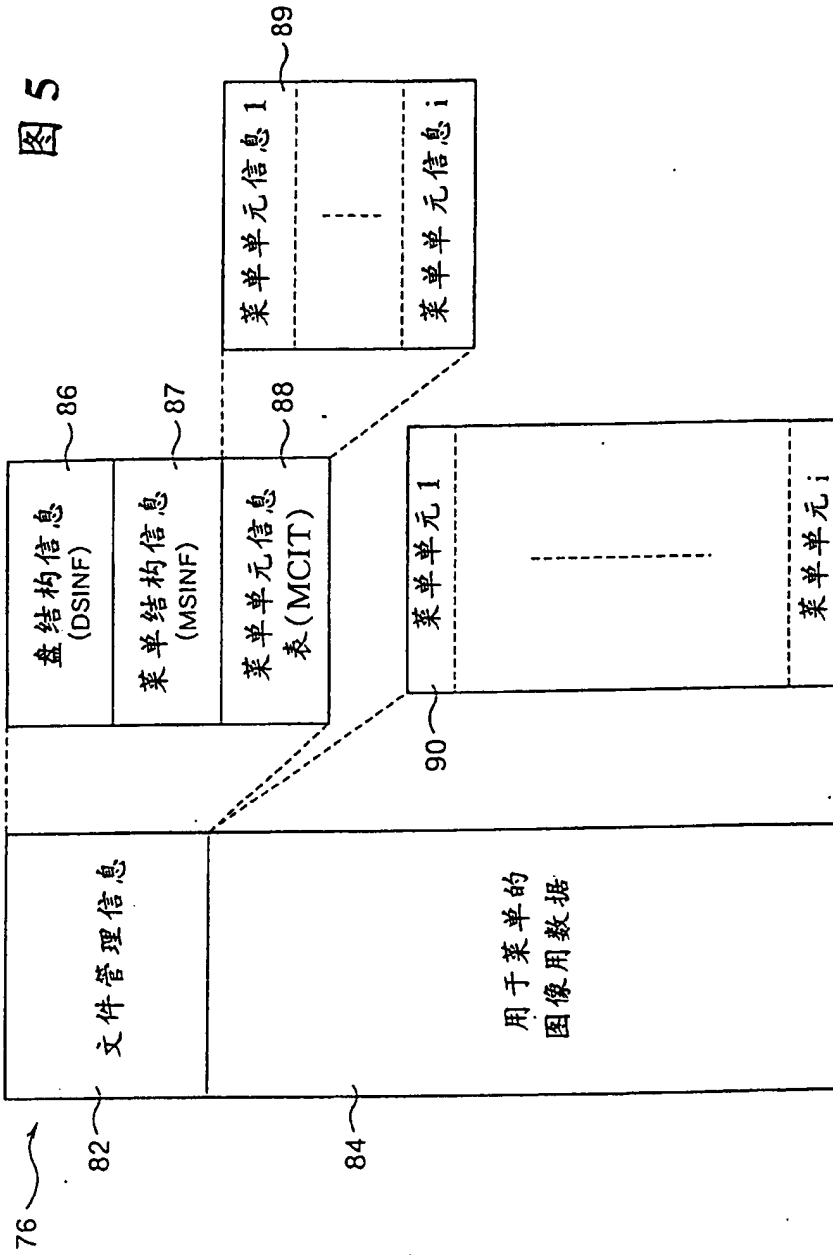 图 5
76
82
文件管理信息
84
用于菜单的
图像用数据
盘结构信息
(DSINF)
86
菜单结构信息
(MSINF)
87
菜单单元信息
表(MCIT)
88
菜单单元信息 1
89
菜单单元信息 i
90
菜单单元 1
菜单单元 i